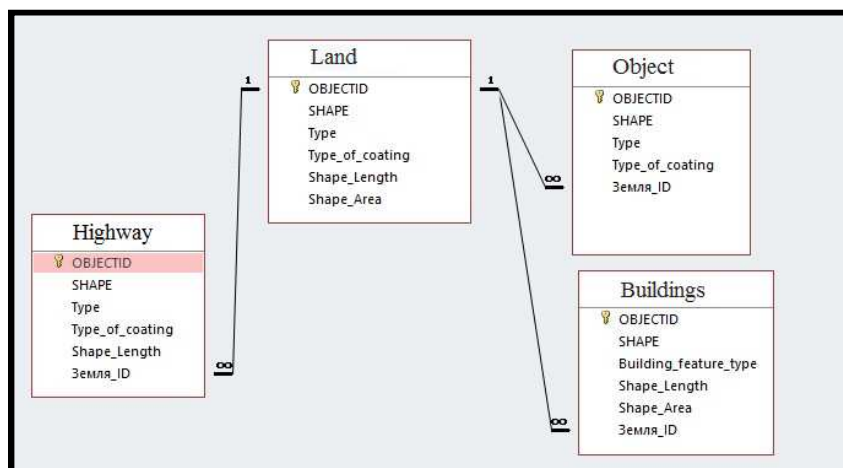 Land
OBJECTID
SHAPE
Type
Type_of_coating
Shape_Length
Shape_Area
1
1
Object
OBJECTID
SHAPE
Type
Type_of_coating
Земля_ID
∞
Highway
OBJECTID
SHAPE
Type
Type_of_coating
Shape_Length
Земля_ID
∞
Buildings
OBJECTID
SHAPE
Building_feature_type
Shape_Length
Shape_Area
Земля_ID
∞